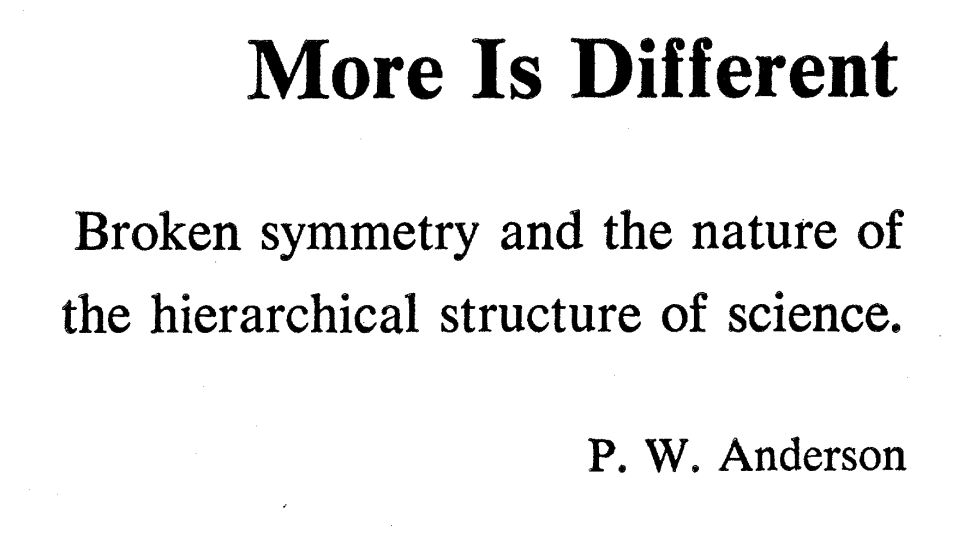 More Is Different
Broken symmetry and the nature of
the hierarchical structure of science.
P. W. Anderson